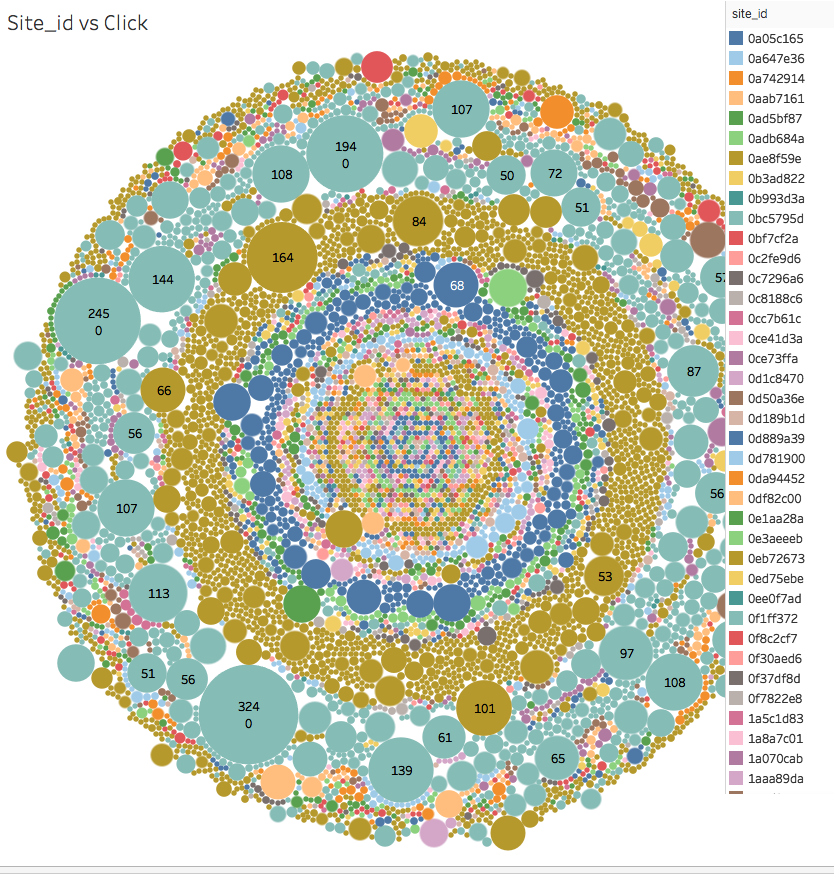 Site_id vs Click
site_id
0a05c165
0a647e36
0a742914
0aab7161
0ad5bf87
0adb684a
0ae8f59e
0b3ad822
0b993d3a
0bc5795d
0bf7cf2a
0c2fe9d6
0c7296a6
0c8188c6
0cc7b61c
0ce41d3a
0ce73ffa
0d1c8470
0d50a36e
0d189b1d
0d889a39
0d781900
0da94452
0df82c00
0e1aa28a
0e3aeeeb
0eb72673
0ed75ebe
0ee0f7ad
0f1ff372
0f8c2cf7
0f30aed6
0f37df8d
0f7822e8
1a5c1d83
1a8a7c01
1a070cab
1aaa89da
107
194
0
108
50
72
51
84
164
144
68
57
245
0
87
66
56
56
107
53
113
97
51
56
108
324
0
101
61
139
65